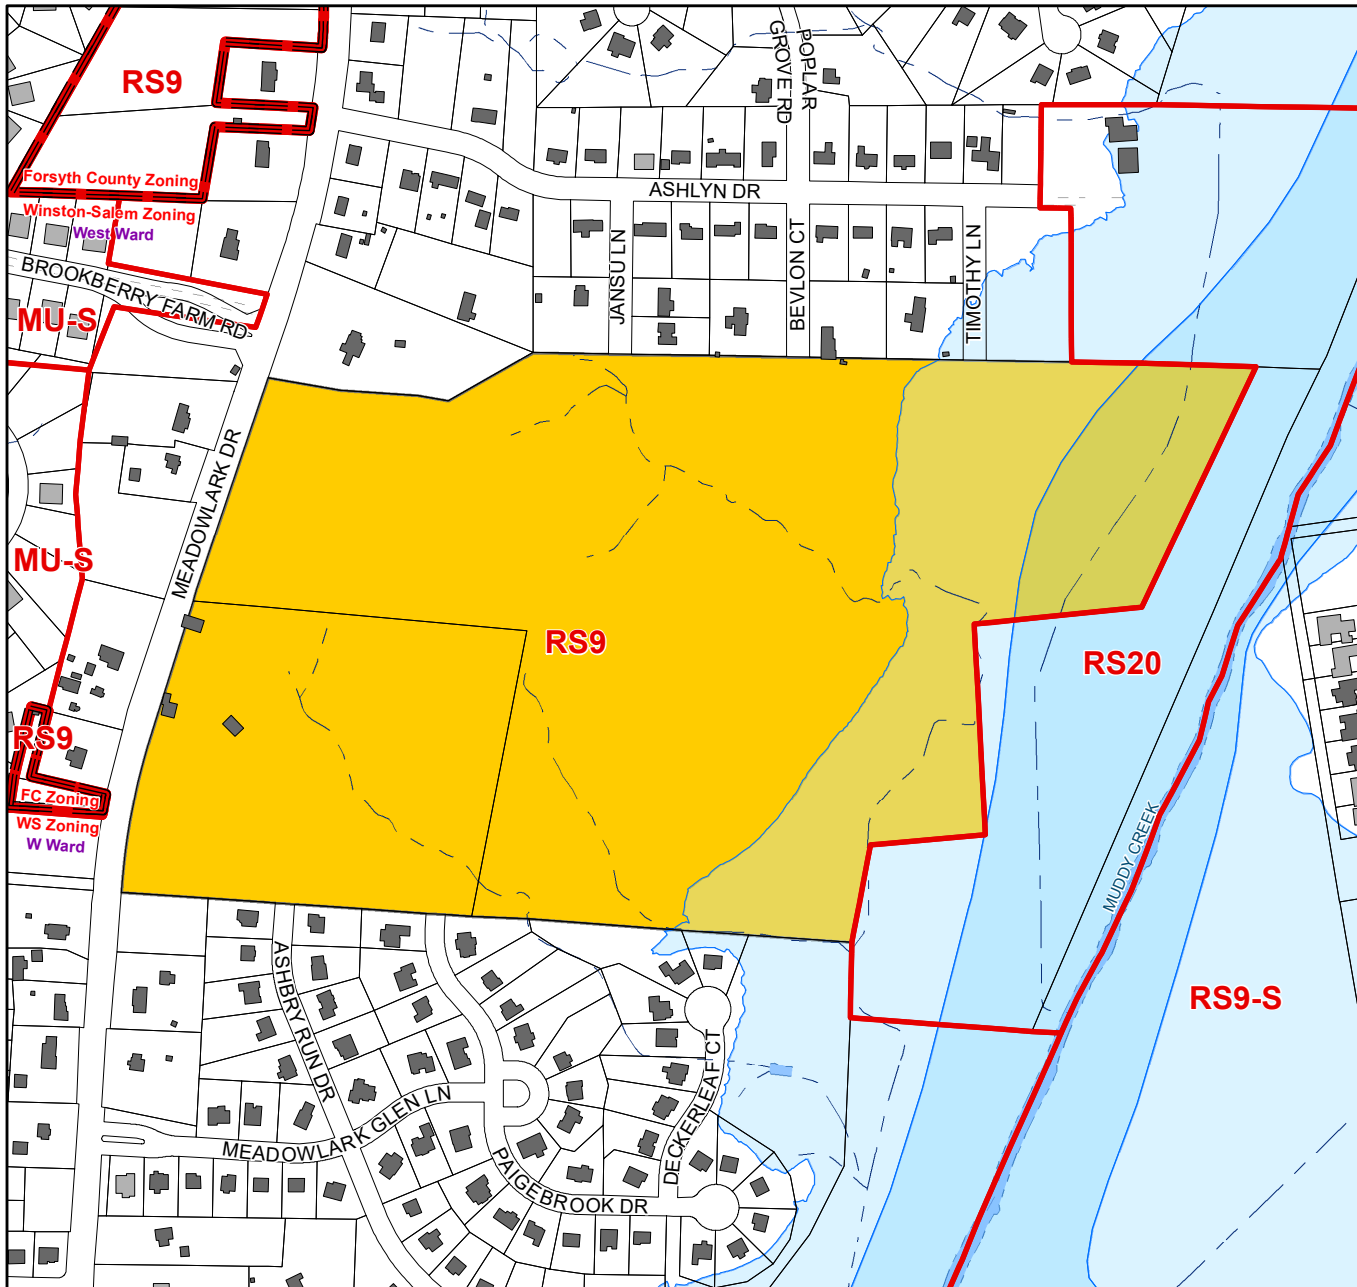 POPLAR
GROVE RD
RS9
Forsyth County Zoning
Winston-Salem Zoning
West Ward
ASHLYN DR
BROOKBERRY FARM RD
JANSU LN
BEVLON CT
TIMOTHY LN
MU-S
MEADOWLARK DR
MU-S
RS9
RS20
RS9
FC Zoning
WS Zoning
W Ward
MUDDY CREEK
RS9-S
ASHBRY RUN DR
DECKERLEAF CT
MEADOWLARK GLEN LN
PAIGEBROOK DR